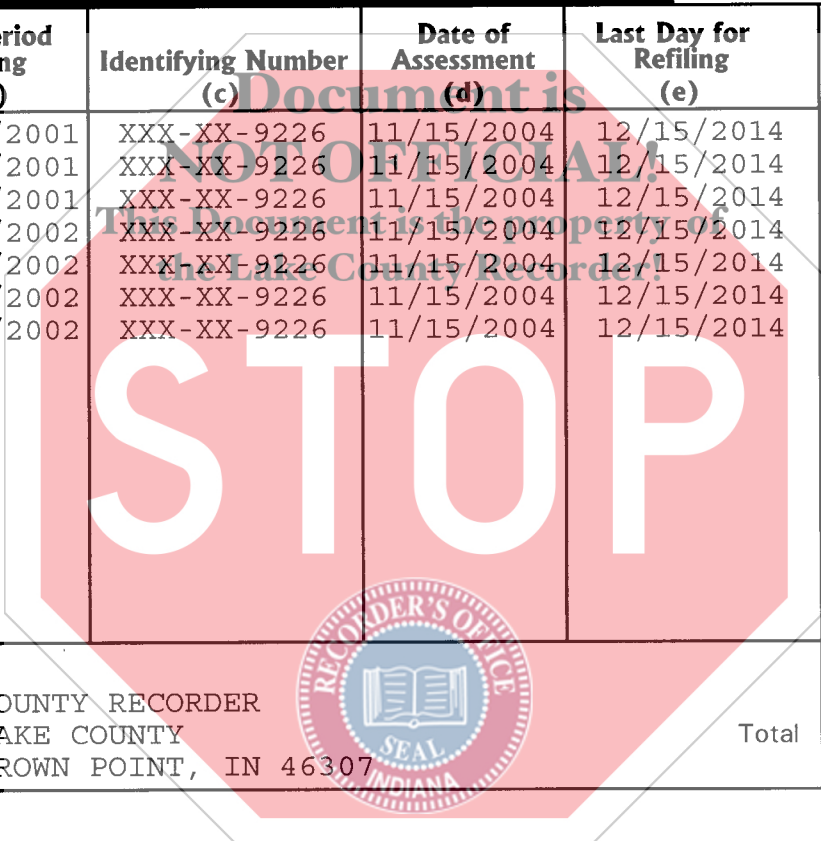 eriod
ng
)
Identifying Number
(c)
Date of
Assessment
(d)
Last Day for
Refiling
(e)
/2001 XXX-XX-9226 11/15/2004 12/15/2014
/2001 XXX-XX-9226 11/15/2004 12/15/2014
/2001 XXX-XX-9226 11/15/2004 12/15/2014
/2002 XXX-XX-9226 11/15/2004 12/15/2014
/2002 XXX-XX-9226 11/15/2004 12/15/2014
/2002 XXX-XX-9226 11/15/2004 12/15/2014
/2002 XXX-XX-9226 11/15/2004 12/15/2014
Document is
NOT OFFICIAL!
This Document is the property of
the Lake County Recorder!
STOP
RECORDER'S OFFICE
SEAL
INDIANA
OUNTY RECORDER
AKE COUNTY
ROWN POINT, IN 46307
Total